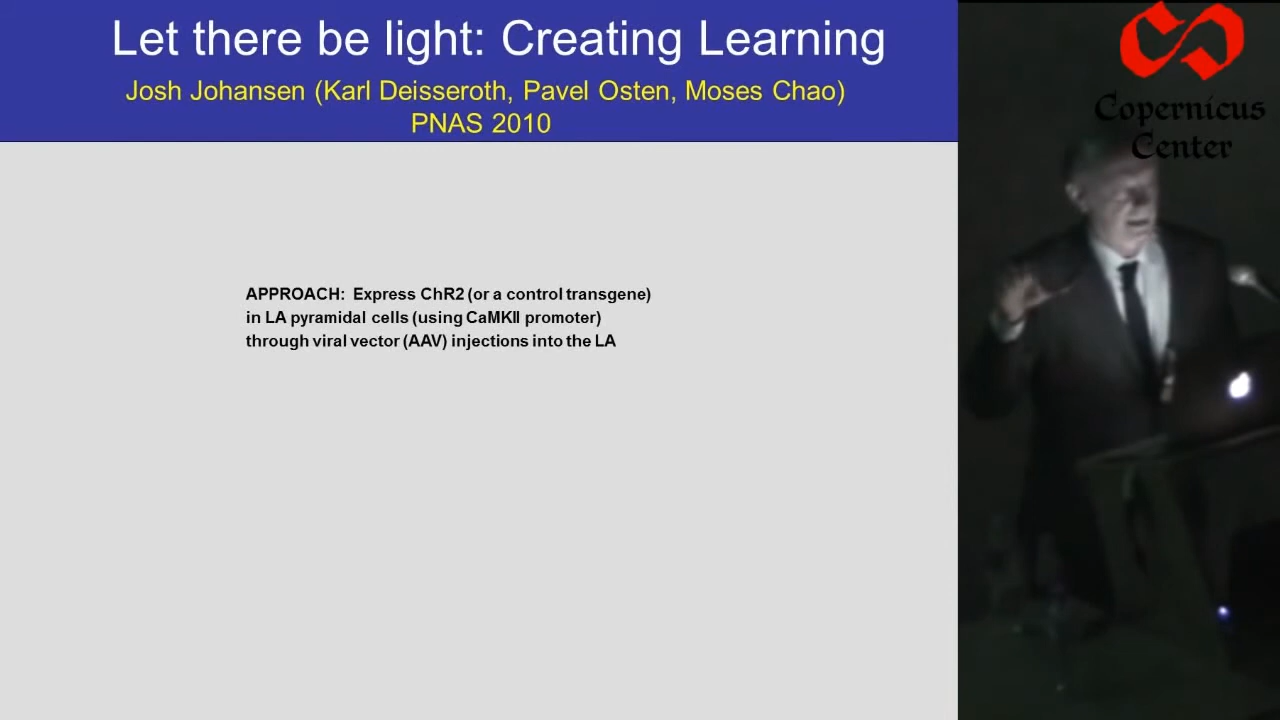 Let there be light: Creating Learning
Josh Johansen (Karl Deisseroth, Pavel Osten, Moses Chao)
PNAS 2010
APPROACH: Express ChR2 (or a control transgene)
in LA pyramidal cells (using CaMKII promoter)
through viral vector (AAV) injections into the LA
Copernicus
Center